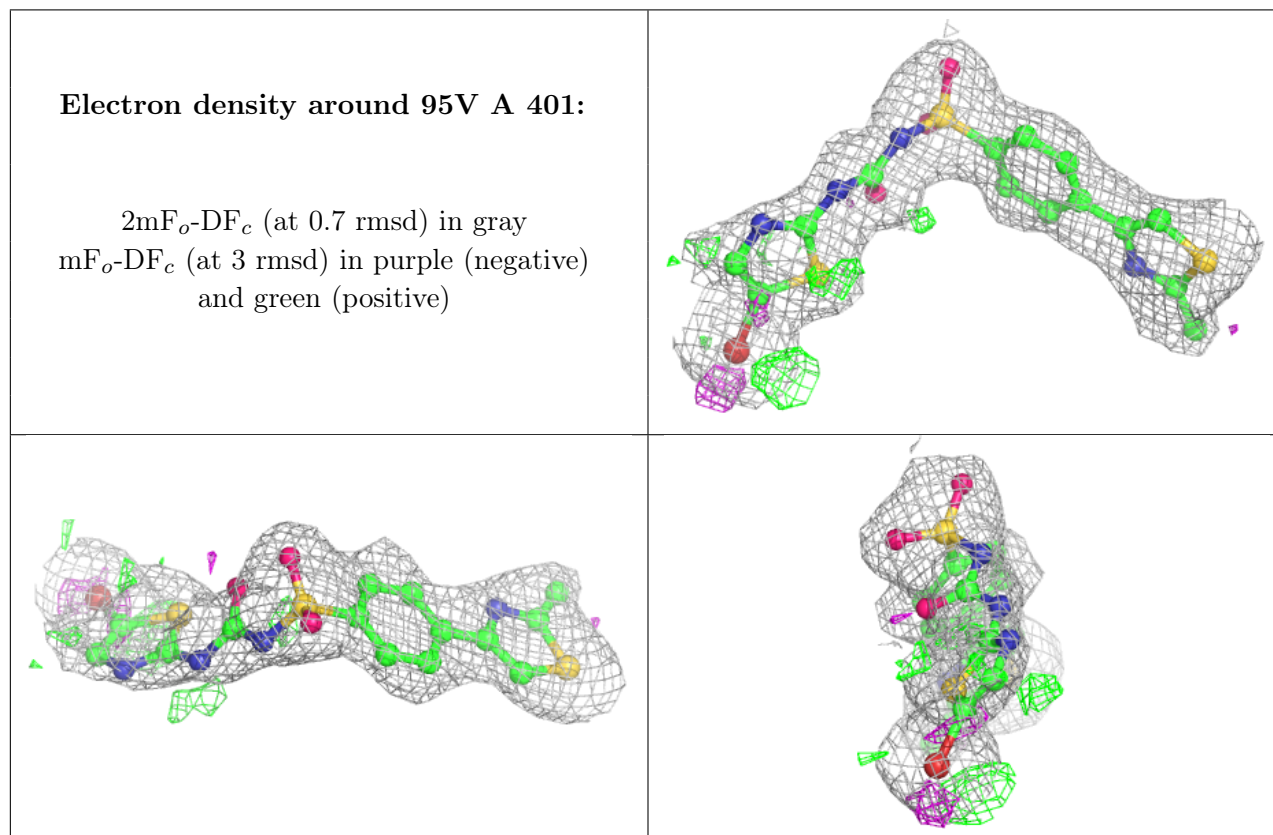 Electron density around 95V A 401:
2mFₒ-DF𝒸 (at 0.7 rmsd) in gray
mFₒ-DF𝒸 (at 3 rmsd) in purple (negative)
and green (positive)